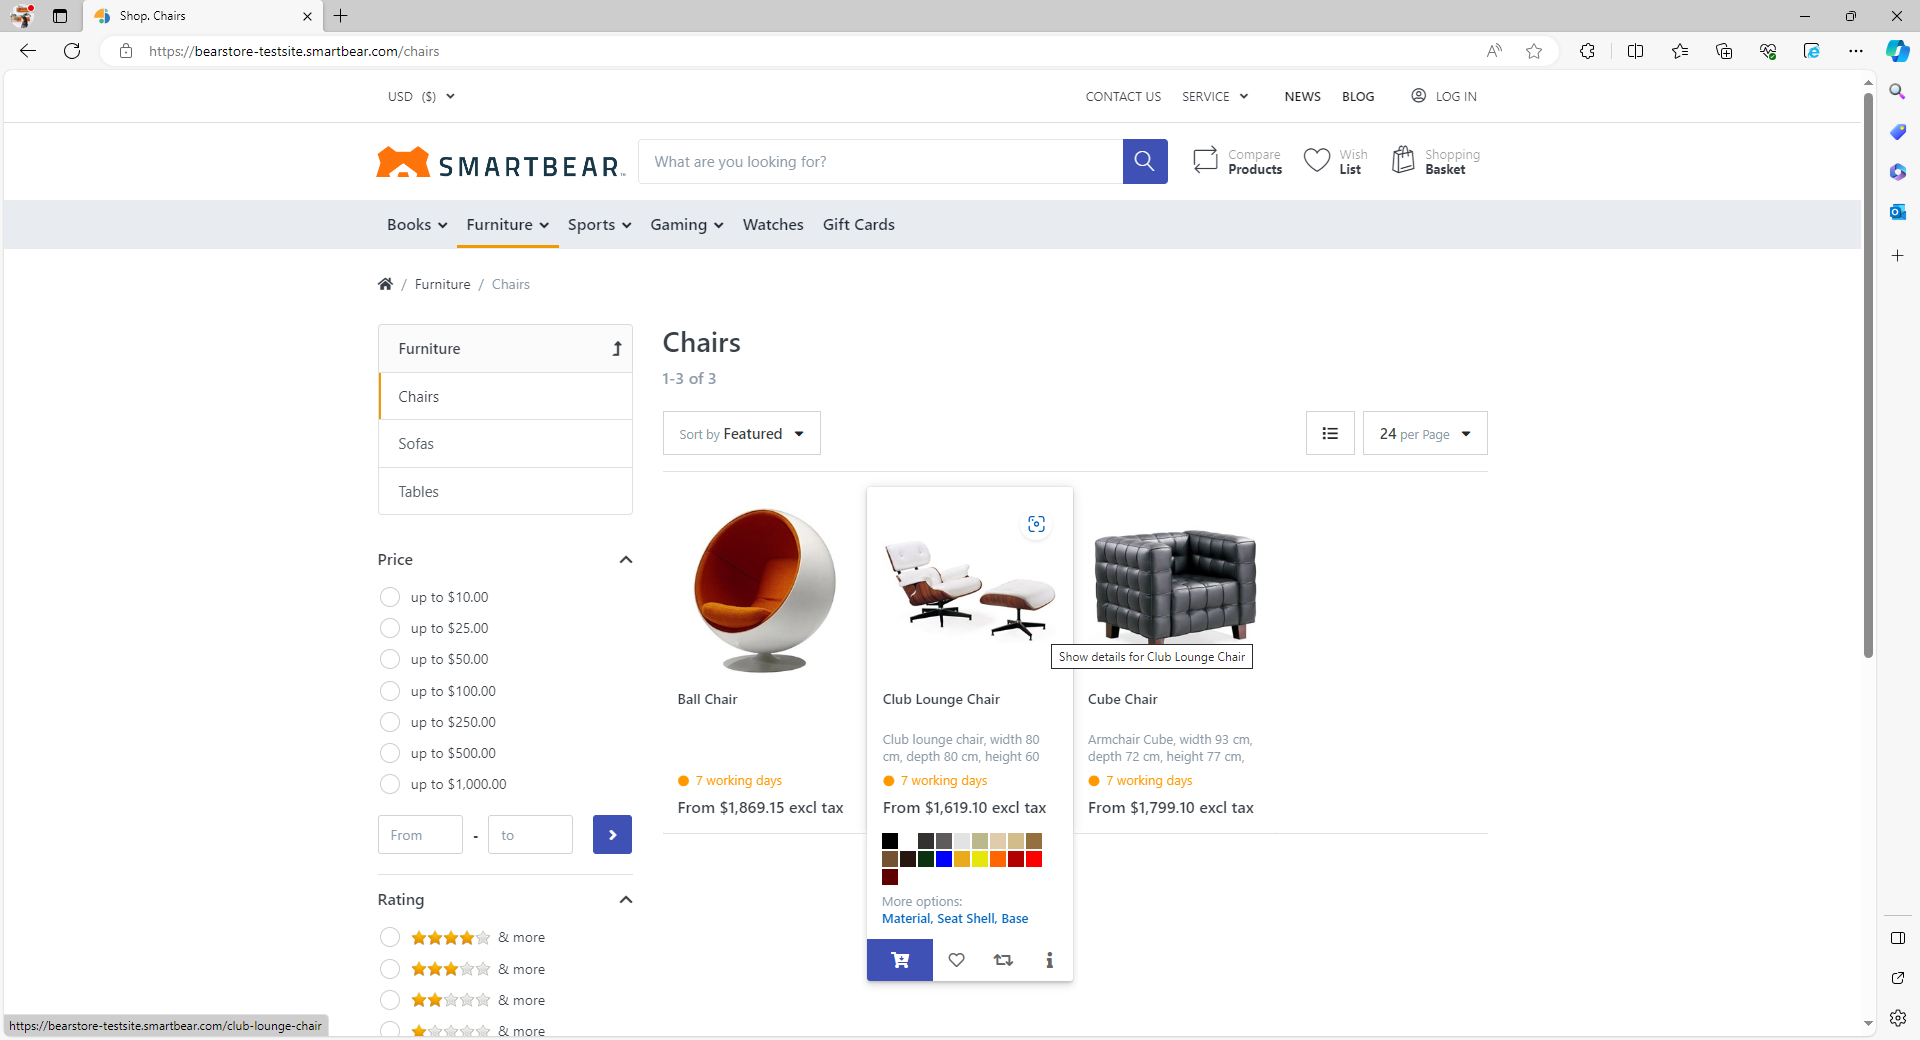 Shop. Chairs
https://bearstore-testsite.smartbear.com/chairs
USD ($)
CONTACT US SERVICE NEWS BLOG LOG IN
SMARTBEAR
What are you looking for?
Compare
Products
Wish
List
Shopping
Basket
Books Furniture Sports Gaming Watches Gift Cards
/ Furniture / Chairs
Furniture
Chairs
Sofas
Tables
Price
up to $10.00
up to $25.00
up to $50.00
up to $100.00
up to $250.00
up to $500.00
up to $1,000.00
From - to
Rating
& more
& more
& more
& more
Chairs
1-3 of 3
Sort by Featured
24 per Page
Ball Chair
7 working days
From $1,869.15 excl tax
Club Lounge Chair
Club lounge chair, width 80
cm, depth 80 cm, height 60
7 working days
From $1,619.10 excl tax
More options:
Material, Seat Shell, Base
Show details for Club Lounge Chair
Cube Chair
Armchair Cube, width 93 cm,
depth 72 cm, height 77 cm,
7 working days
From $1,799.10 excl tax
https://bearstore-testsite.smartbear.com/club-lounge-chair